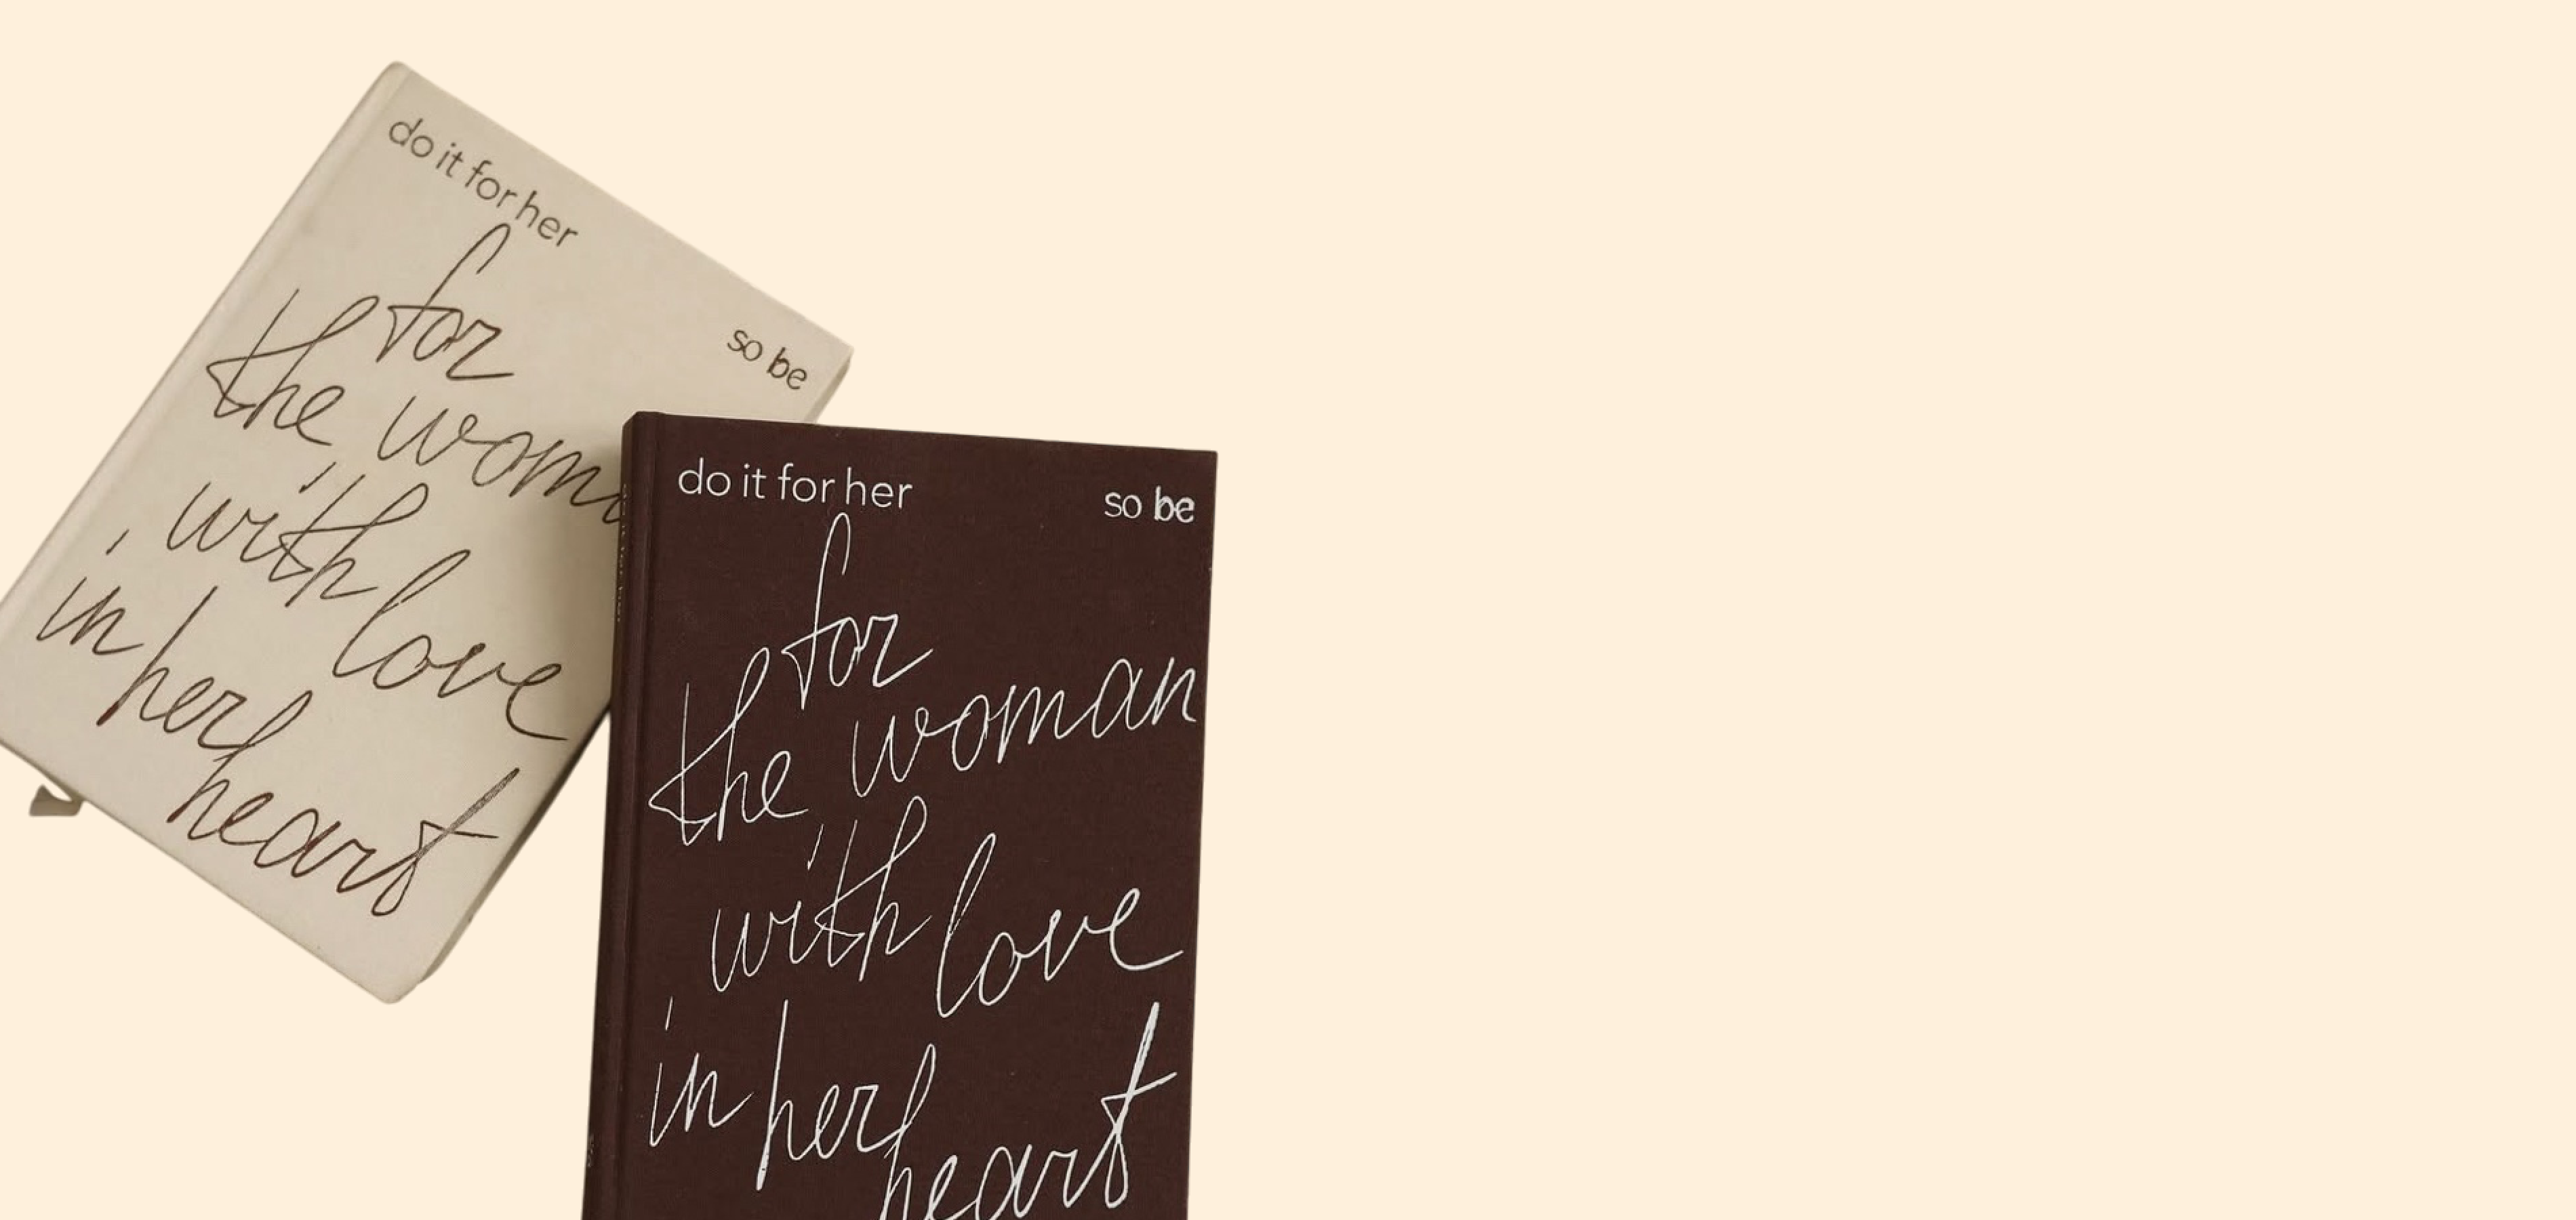 do it for her
so be
for
the woma
with love
in her
heart
do it for her
so be
for
the woman
with love
in her
heart